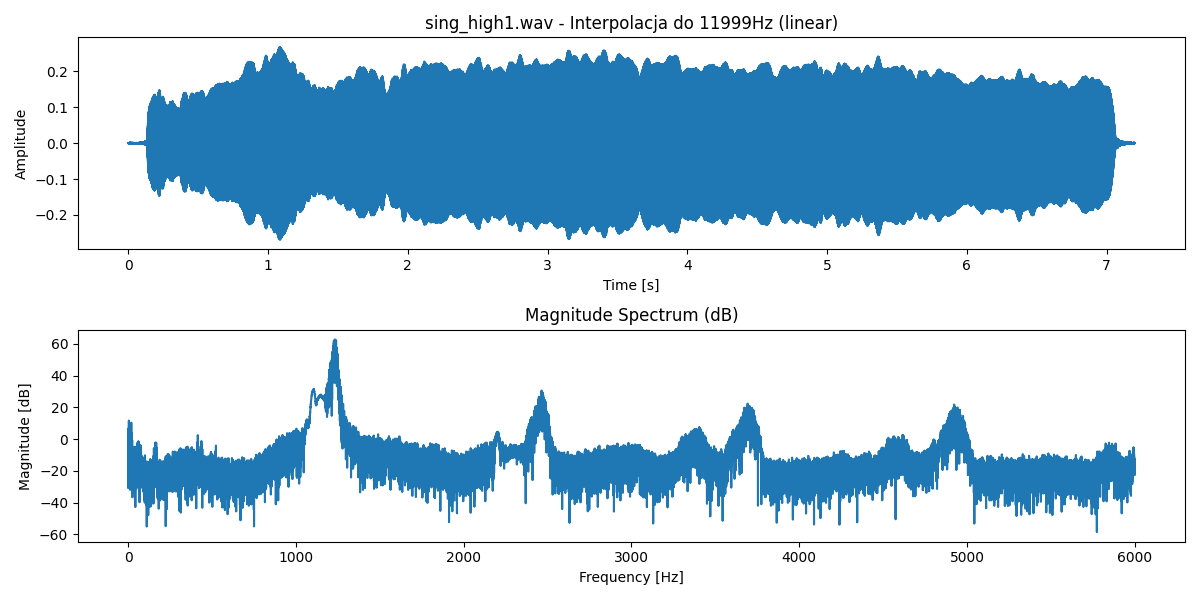 sing_high1.wav - Interpolacja do 11999Hz (linear)
Amplitude
0.2
0.1
0.0
−0.1
−0.2
0 1 2 3 4 5 6 7
Time [s]
Magnitude Spectrum (dB)
Magnitude [dB]
60
40
20
0
−20
−40
−60
0 1000 2000 3000 4000 5000 6000
Frequency [Hz]